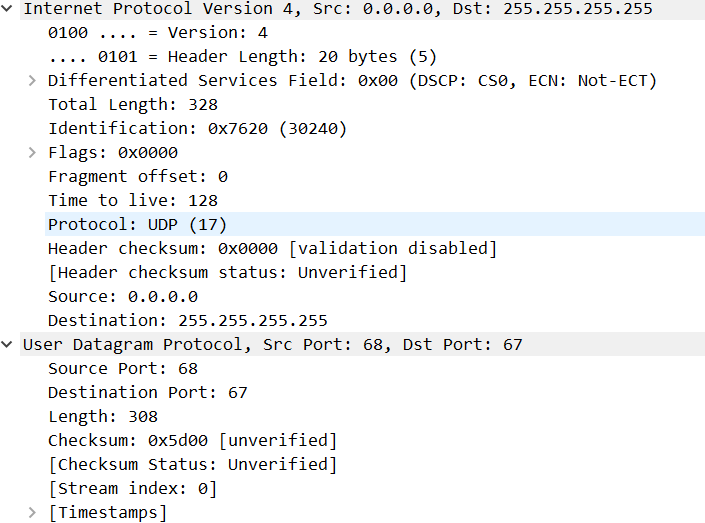 Internet Protocol Version 4, Src: 0.0.0.0, Dst: 255.255.255.255
0100 .... = Version: 4
.... 0101 = Header Length: 20 bytes (5)
Differentiated Services Field: 0x00 (DSCP: CS0, ECN: Not-ECT)
Total Length: 328
Identification: 0x7620 (30240)
Flags: 0x0000
Fragment offset: 0
Time to live: 128
Protocol: UDP (17)
Header checksum: 0x0000 [validation disabled]
[Header checksum status: Unverified]
Source: 0.0.0.0
Destination: 255.255.255.255
User Datagram Protocol, Src Port: 68, Dst Port: 67
Source Port: 68
Destination Port: 67
Length: 308
Checksum: 0x5d00 [unverified]
[Checksum Status: Unverified]
[Stream index: 0]
[Timestamps]